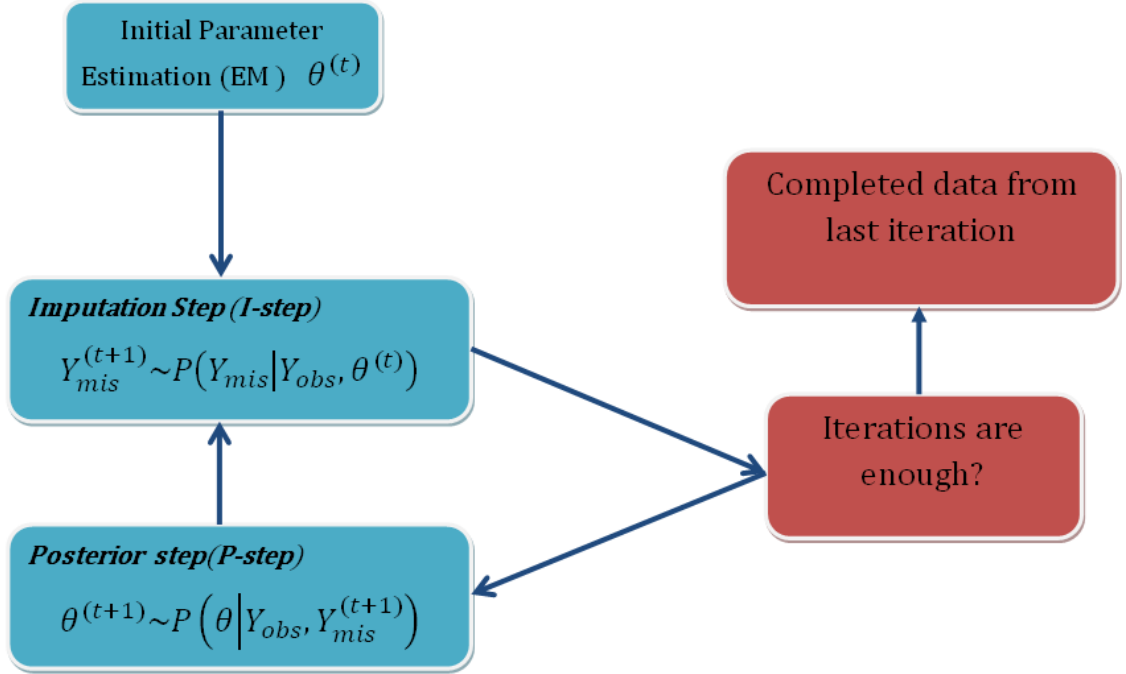 Initial Parameter
Estimation (EM ) θ^(t)
Imputation Step (I-step)
Y_mis^(t+1)~P(Y_mis|Y_obs, θ^(t))
Posterior step(P-step)
θ^(t+1)~P(θ|Y_obs, Y_mis^(t+1))
Completed data from
last iteration
Iterations are
enough?